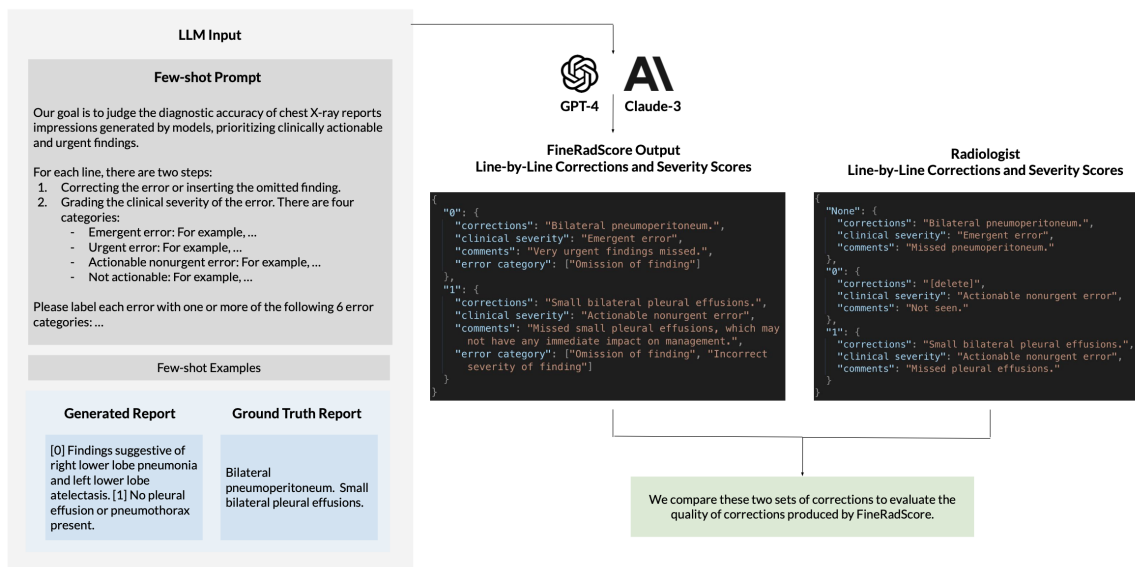 LLM Input
Few-shot Prompt
Our goal is to judge the diagnostic accuracy of chest X-ray reports
impressions generated by models, prioritizing clinically actionable
and urgent findings.
For each line, there are two steps:
1. Correcting the error or inserting the omitted finding.
2. Grading the clinical severity of the error. There are four
categories:
- Emergent error: For example, ...
- Urgent error: For example, ...
- Actionable nonurgent error: For example, ...
- Not actionable: For example, ...
Please label each error with one or more of the following 6 error
categories: ...
Few-shot Examples
Generated Report
[0] Findings suggestive of
right lower lobe pneumonia
and left lower lobe
atelectasis. [1] No pleural
effusion or pneumothorax
present.
Ground Truth Report
Bilateral
pneumoperitoneum. Small
bilateral pleural effusions.
GPT-4
Claude-3
FineRadScore Output
Line-by-Line Corrections and Severity Scores
{
"0": {
"corrections": "Bilateral pneumoperitoneum.",
"clinical severity": "Emergent error",
"comments": "Very urgent findings missed.",
"error category": ["Omission of finding"]
},
"1": {
"corrections": "Small bilateral pleural effusions.",
"clinical severity": "Actionable nonurgent error",
"comments": "Missed small pleural effusions, which may
not have any immediate impact on management.",
"error category": ["Omission of finding", "Incorrect
severity of finding"]
}
}
Radiologist
Line-by-Line Corrections and Severity Scores
{
"None": {
"corrections": "Bilateral pneumoperitoneum.",
"clinical severity": "Emergent error",
"comments": "Missed pneumoperitoneum."
},
"0": {
"corrections": "[delete]",
"clinical severity": "Actionable nonurgent error",
"comments": "Not seen."
},
"1": {
"corrections": "Small bilateral pleural effusions.",
"clinical severity": "Actionable nonurgent error",
"comments": "Missed pleural effusions."
}
}
We compare these two sets of corrections to evaluate the
quality of corrections produced by FineRadScore.